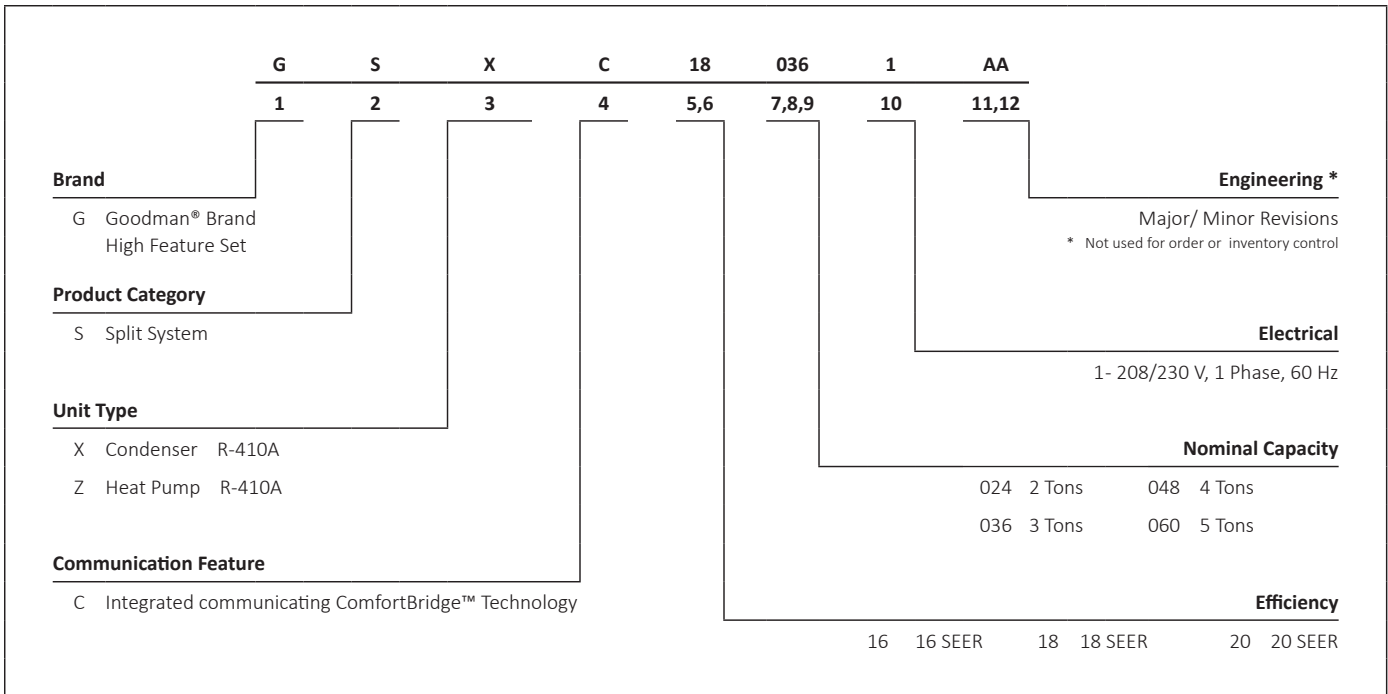 G S X C 18 036 1 AA
1 2 3 4 5,6 7,8,9 10 11,12
Brand
G Goodman® Brand
High Feature Set
Product Category
S Split System
Unit Type
X Condenser R-410A
Z Heat Pump R-410A
Communication Feature
C Integrated communicating ComfortBridge™ Technology
Engineering *
Major/ Minor Revisions
* Not used for order or inventory control
Electrical
1- 208/230 V, 1 Phase, 60 Hz
Nominal Capacity
024 2 Tons 048 4 Tons
036 3 Tons 060 5 Tons
Efficiency
16 16 SEER 18 18 SEER 20 20 SEER